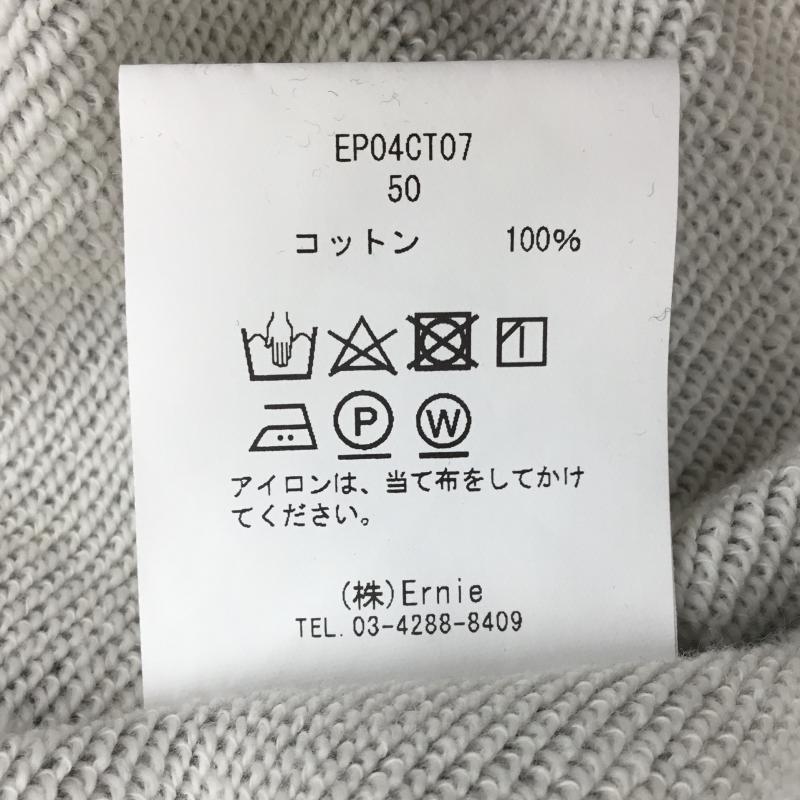 EP04CT07
50
コットン 100%
P W
アイロンは、当て布をしてかけ
てください。
(株)Ernie
TEL. 03-4288-8409